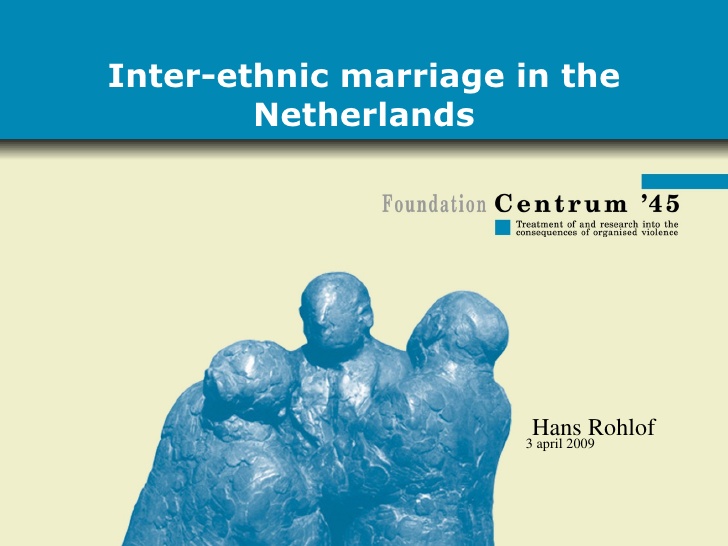 Inter-ethnic marriage in the
Netherlands
Foundation Centrum ’45
Treatment of and research into the
consequences of organised violence
Hans Rohlof
3 april 2009